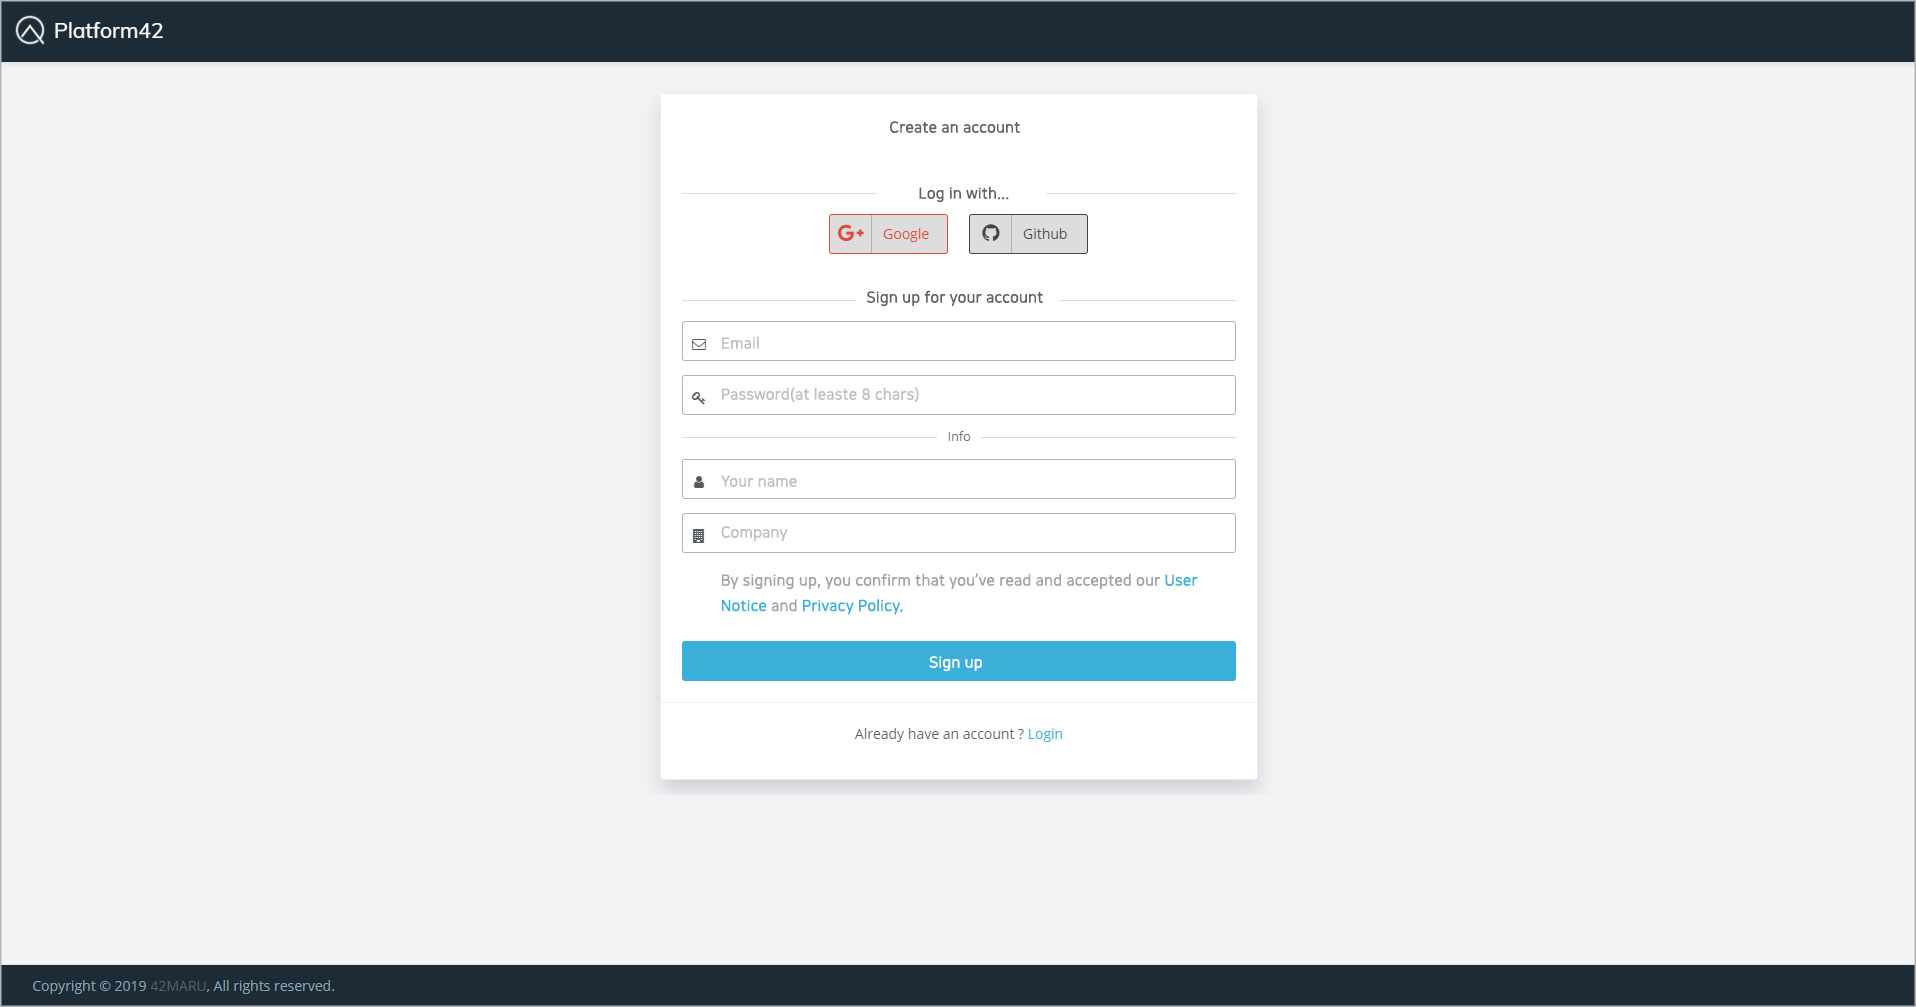 Platform42
Create an account
Log in with...
G+ Google
Github
Sign up for your account
Email
Password(at leaste 8 chars)
Info
Your name
Company
By signing up, you confirm that you've read and accepted our User
Notice and Privacy Policy.
Sign up
Already have an account ? Login
Copyright © 2019 42MARU, All rights reserved.